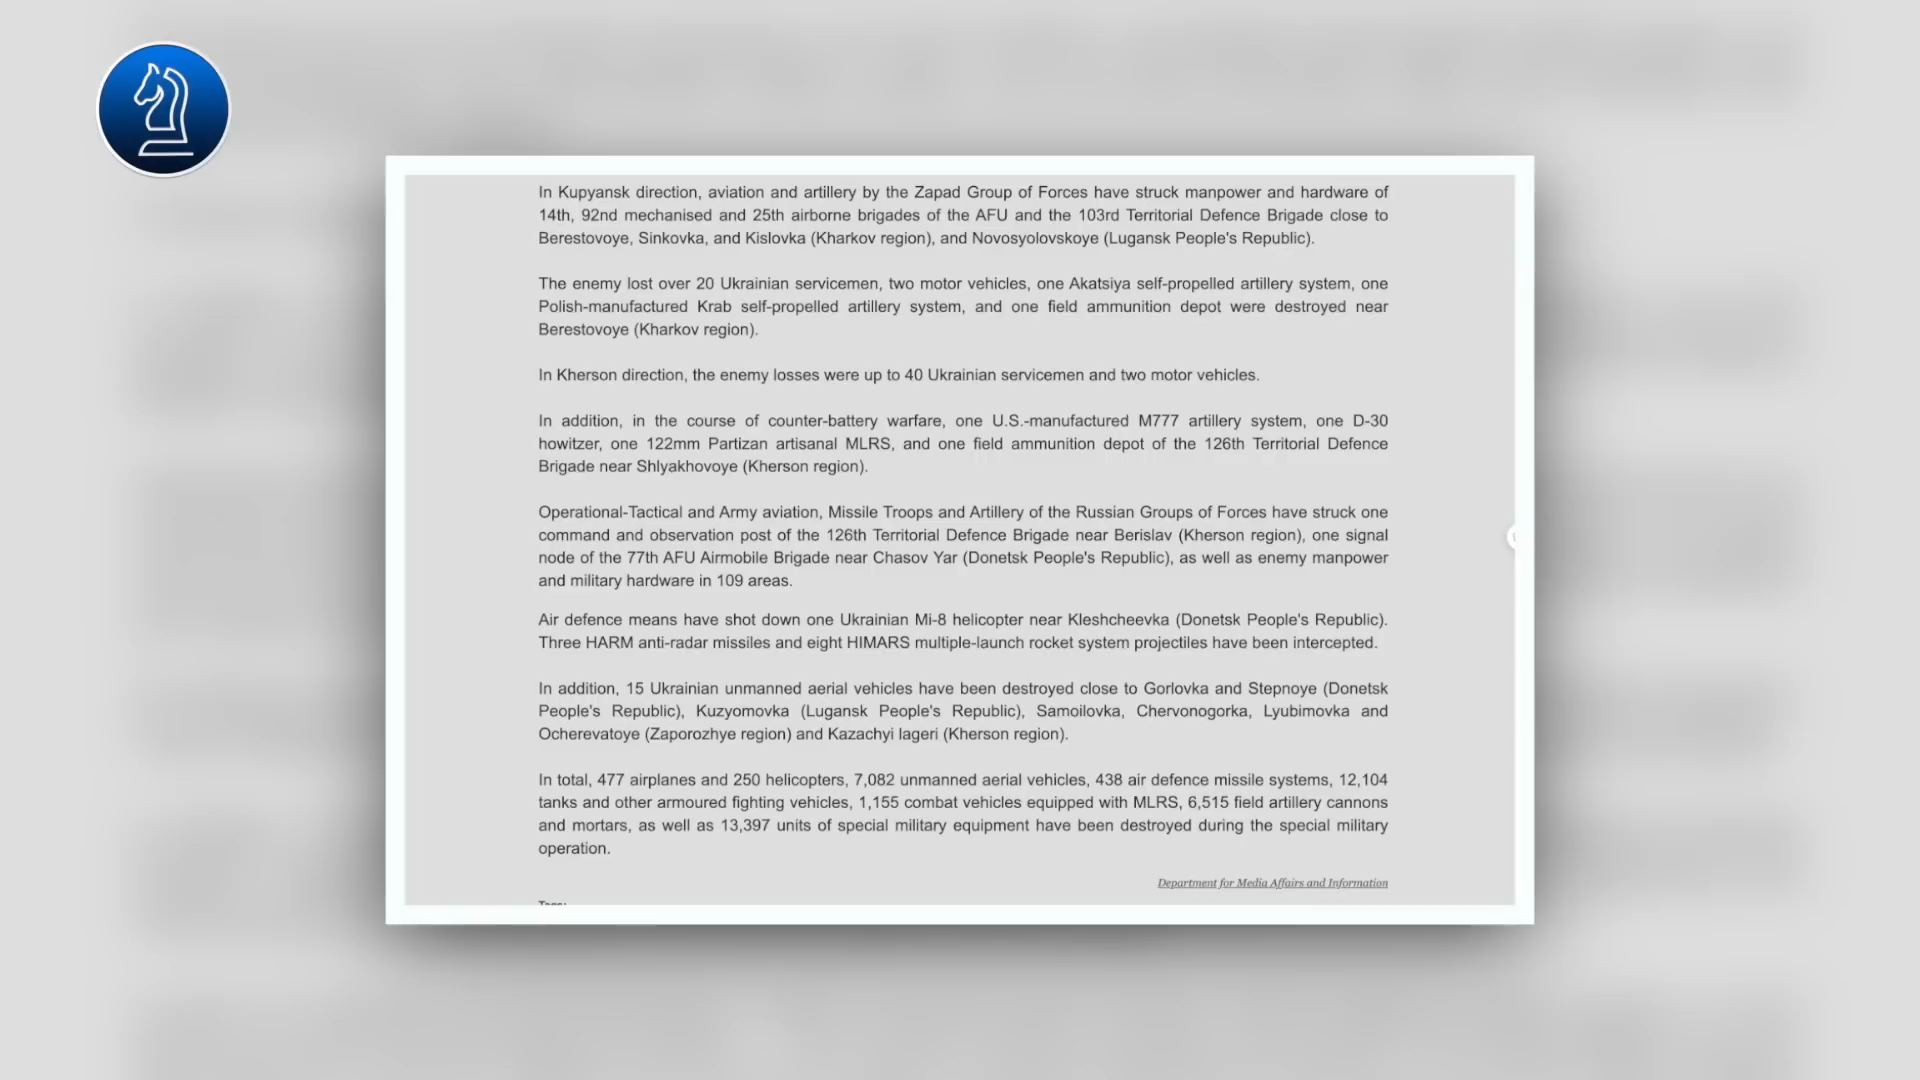 In Kupyansk direction, aviation and artillery by the Zapad Group of Forces have struck manpower and hardware of
14th, 92nd mechanised and 25th airborne brigades of the AFU and the 103rd Territorial Defence Brigade close to
Berestovoye, Sinkovka, and Kislovka (Kharkov region), and Novosyolovskoye (Lugansk People's Republic).
The enemy lost over 20 Ukrainian servicemen, two motor vehicles, one Akatsiya self-propelled artillery system, one
Polish-manufactured Krab self-propelled artillery system, and one field ammunition depot were destroyed near
Berestovoye (Kharkov region).
In Kherson direction, the enemy losses were up to 40 Ukrainian servicemen and two motor vehicles.
In addition, in the course of counter-battery warfare, one U.S.-manufactured M777 artillery system, one D-30
howitzer, one 122mm Partizan artisanal MLRS, and one field ammunition depot of the 126th Territorial Defence
Brigade near Shlyakhovoye (Kherson region).
Operational-Tactical and Army aviation, Missile Troops and Artillery of the Russian Groups of Forces have struck one
command and observation post of the 126th Territorial Defence Brigade near Berislav (Kherson region), one signal
node of the 77th AFU Airmobile Brigade near Chasov Yar (Donetsk People's Republic), as well as enemy manpower
and military hardware in 109 areas.
Air defence means have shot down one Ukrainian Mi-8 helicopter near Kleshcheevka (Donetsk People's Republic).
Three HARM anti-radar missiles and eight HIMARS multiple-launch rocket system projectiles have been intercepted.
In addition, 15 Ukrainian unmanned aerial vehicles have been destroyed close to Gorlovka and Stepnoye (Donetsk
People's Republic), Kuzyomovka (Lugansk People's Republic), Samoilovka, Chervonogorka, Lyubimovka and
Ocherevatoye (Zaporozhye region) and Kazachyi lageri (Kherson region).
In total, 477 airplanes and 250 helicopters, 7,082 unmanned aerial vehicles, 438 air defence missile systems, 12,104
tanks and other armoured fighting vehicles, 1,155 combat vehicles equipped with MLRS, 6,515 field artillery cannons
and mortars, as well as 13,397 units of special military equipment have been destroyed during the special military
operation.
Department for Media Affairs and Information